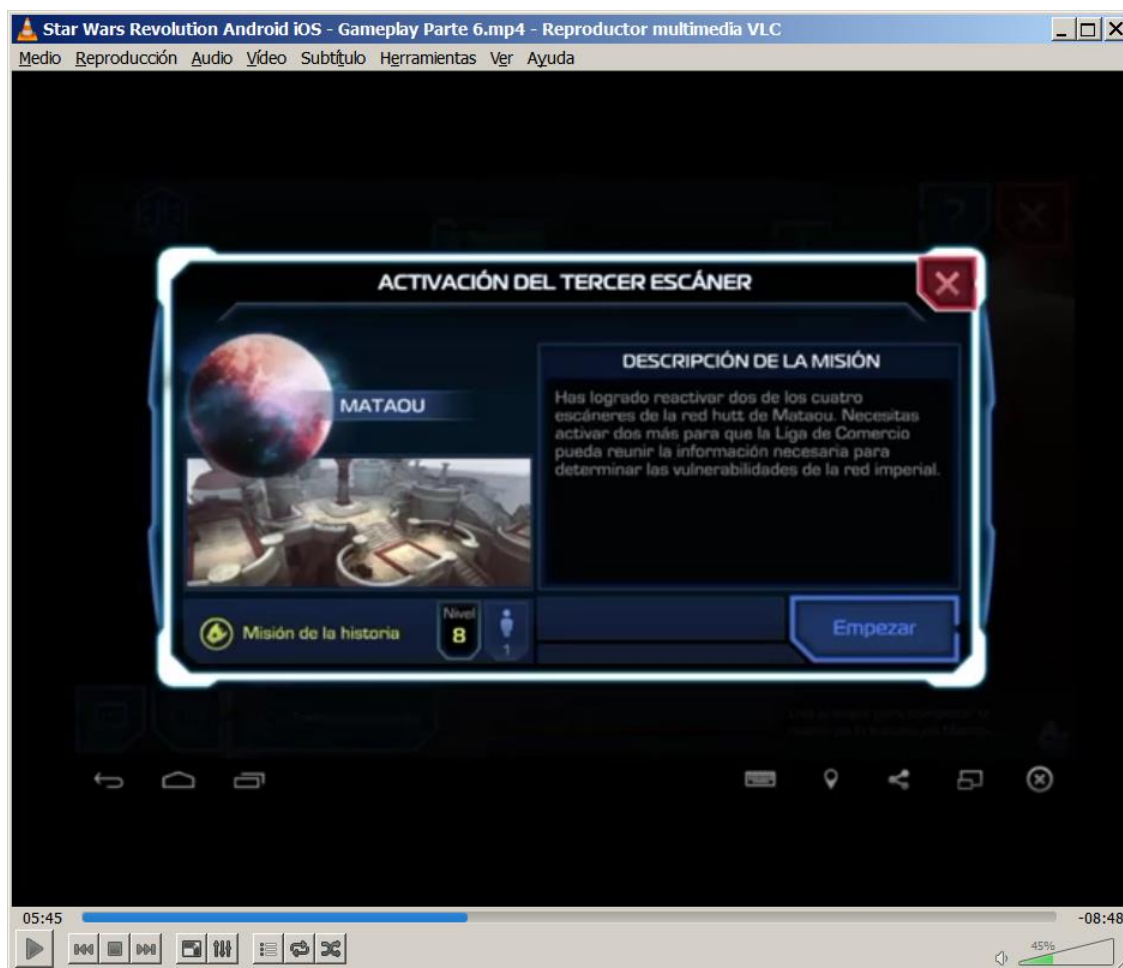 Star Wars Revolution Android iOS - Gameplay Parte 6.mp4 - Reproductor multimedia VLC
Medio Reproducción Audio Vídeo Subtítulo Herramientas Ver Ayuda
?
ACTIVACIÓN DEL TERCER ESCÁNER
MATAOU
DESCRIPCIÓN DE LA MISIÓN
Has logrado reactivar dos de los cuatro
escáneres de la red hutt de Mataou. Necesitas
activar dos más para que la Liga de Comercio
pueda reunir la información necesaria para
determinar las vulnerabilidades de la red imperial.
Misión de la historia
Nivel
8
1
Empezar
05:45
-08:48
45%